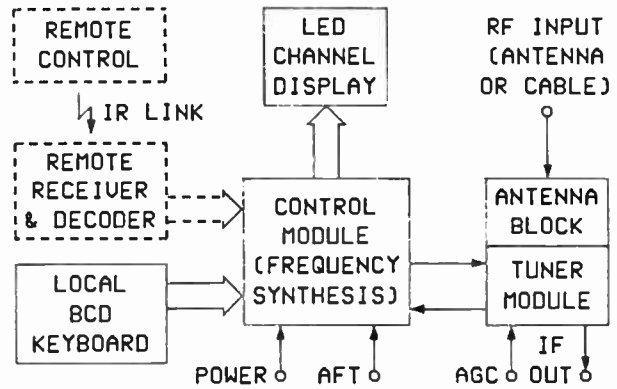 REMOTE
CONTROL
LED
CHANNEL
DISPLAY
RF INPUT
(ANTENNA
OR CABLE)
IR LINK
REMOTE
RECEIVER
& DECODER
CONTROL
MODULE
(FREQUENCY
SYNTHESIS)
ANTENNA
BLOCK
TUNER
MODULE
LOCAL
BCD
KEYBOARD
POWER
AFT
AGC
IF
OUT